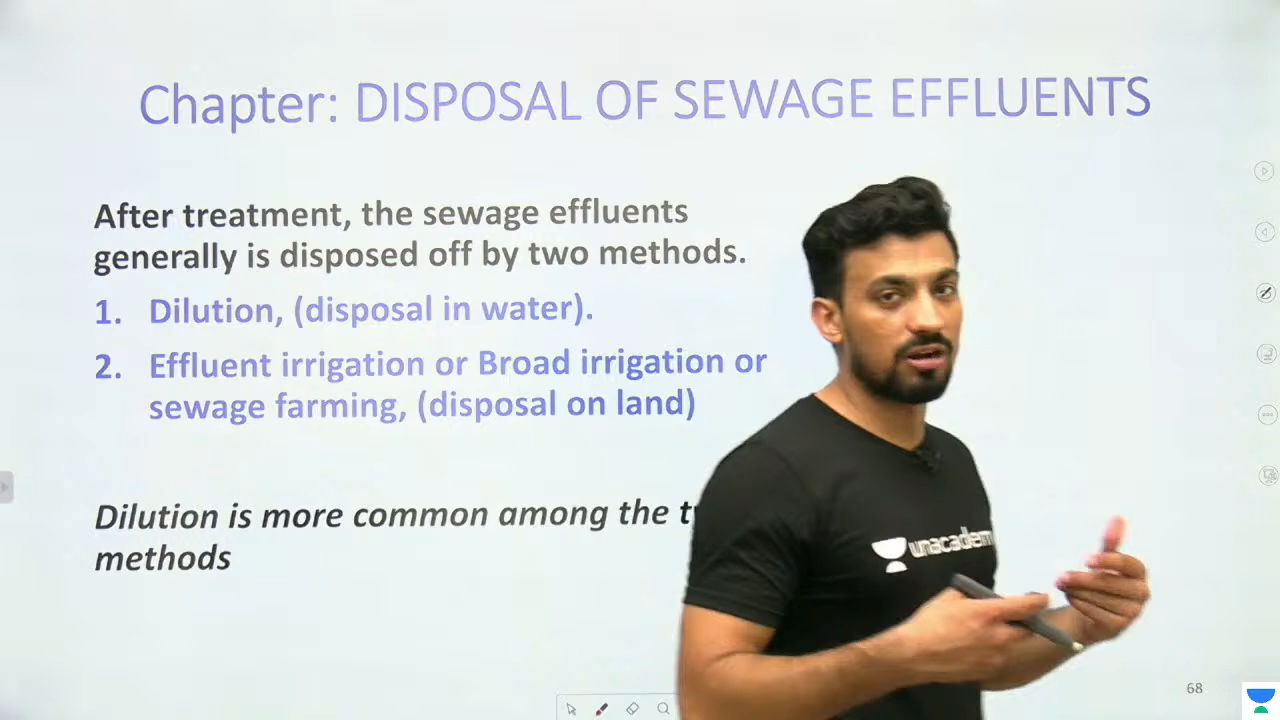 Chapter: DISPOSAL OF SEWAGE EFFLUENTS
After treatment, the sewage effluents
generally is disposed off by two methods.
1. Dilution, (disposal in water).
2. Effluent irrigation or Broad irrigation or
sewage farming, (disposal on land)
Dilution is more common among the
methods
unacademy
68